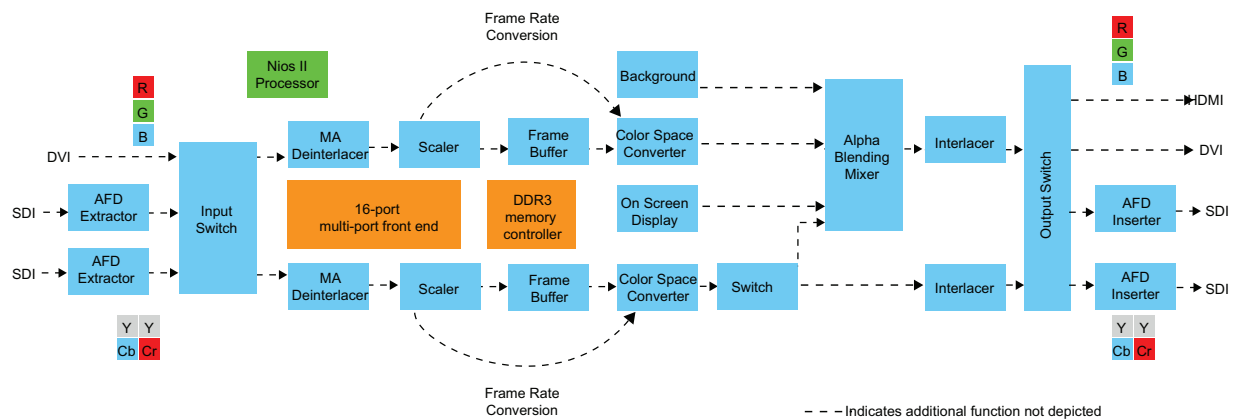 Frame Rate
Conversion
R
G
B
Nios II
Processor
R
G
B
Background
DVI
MA
Deinterlacer
Scaler
Frame
Buffer
Color Space
Converter
Alpha
Blending
Mixer
Interlacer
HDMI
DVI
SDI
AFD
Extractor
Input
Switch
16-port
multi-port front end
DDR3
memory
controller
On Screen
Display
Output Switch
AFD
Inserter
SDI
SDI
AFD
Extractor
MA
Deinterlacer
Scaler
Frame
Buffer
Color Space
Converter
Switch
Interlacer
AFD
Inserter
SDI
Y Y
Cb Cr
Y Y
Cb Cr
Frame Rate
Conversion
Indicates additional function not depicted